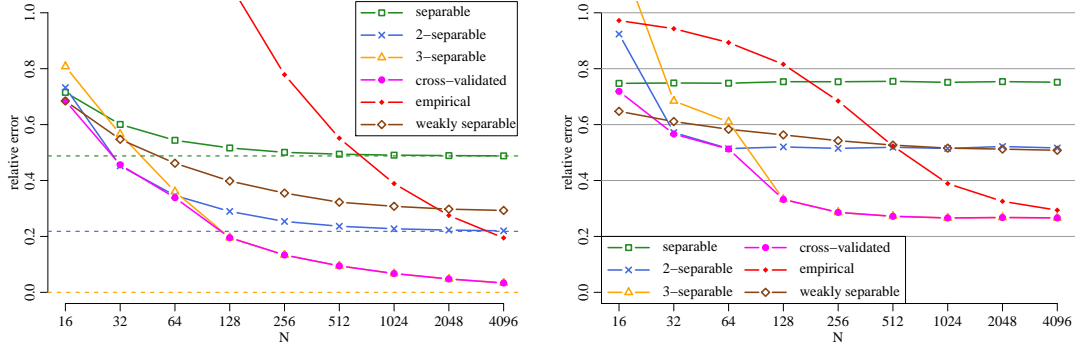 1.0
0.8
0.6
0.4
0.2
0.0
relative error
16 32 64 128 256 512 1024 2048 4096
N
separable
2−separable
3−separable
cross−validated
empirical
weakly separable
1.0
0.8
0.6
0.4
0.2
0.0
relative error
separable cross−validated
2−separable empirical
3−separable weakly separable
16 32 64 128 256 512 1024 2048 4096
N